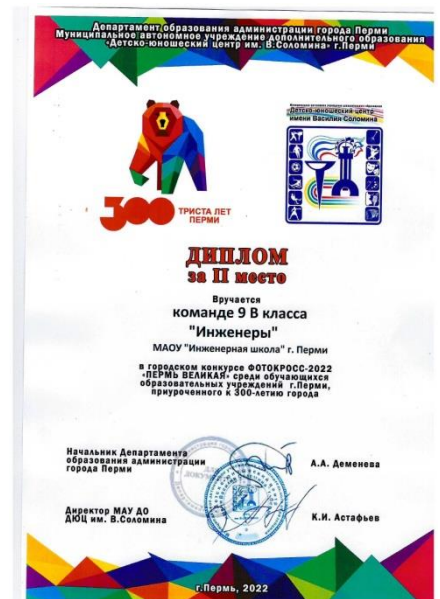 Департамент образования администрации города Перми
Муниципальное автономное учреждение дополнительного образования
«Детско-юношеский центр им. В.Соломина» г.Перми
Детско-юношеский центр
имени Василия Соломина
300 ТРИСТА ЛЕТ
ПЕРМИ
ДИПЛОМ
за II место
Вручается
команде 9 В класса
"Инженеры"
МАОУ "Инженерная школа" г. Перми
в городском конкурсе ФОТОКРОСС-2022
«ПЕРМЬ ВЕЛИКАЯ» среди обучающихся
образовательных учреждений г.Перми,
приуроченного к 300-летию города
Начальник Департамента
образования администрации
города Перми
А.А. Деменева
Директор МАУ ДО
ДЮЦ им. В.Соломина
К.И. Астафьев
г.Пермь, 2022